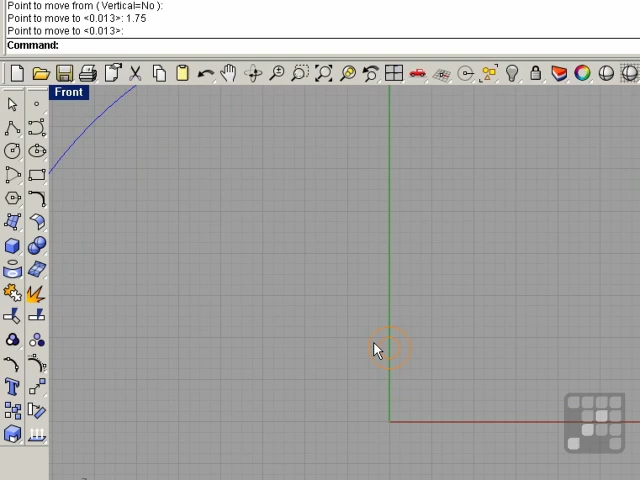 Point to move from ( Vertical=No ):
Point to move to <0.013>: 1.75
Point to move to <0.013>:
Command:
Front